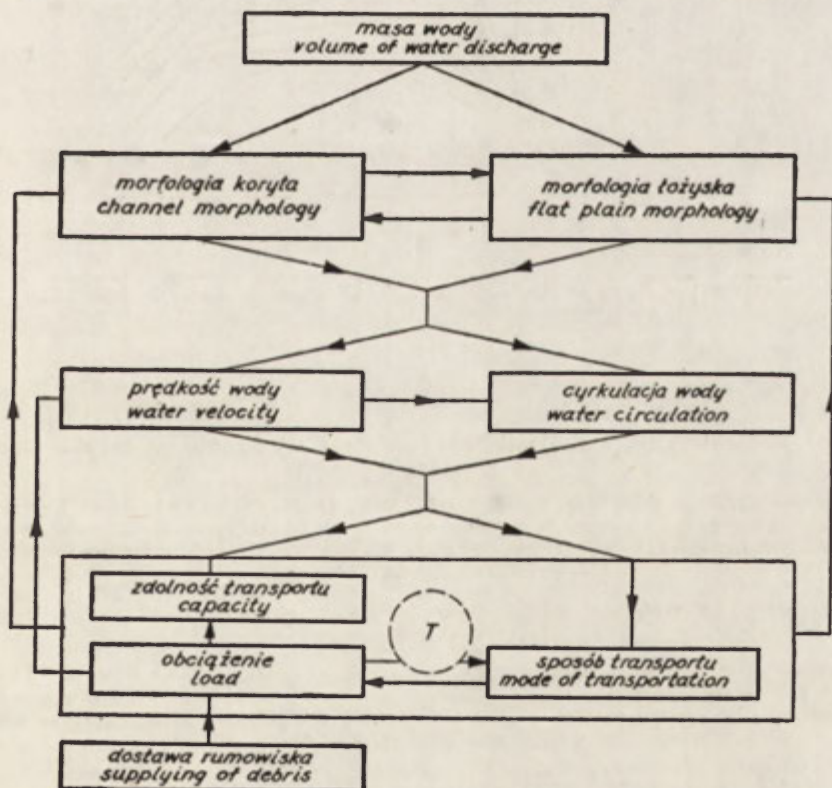 masa wody
volume of water discharge
morfologia koryta
channel morphology
morfologia łożyska
flat plain morphology
prędkość wody
water velocity
cyrkulacja wody
water circulation
zdolność transportu
capacity
T
obciążenie
load
sposób transportu
mode of transportation
dostawa rumowiska
supplying of debris